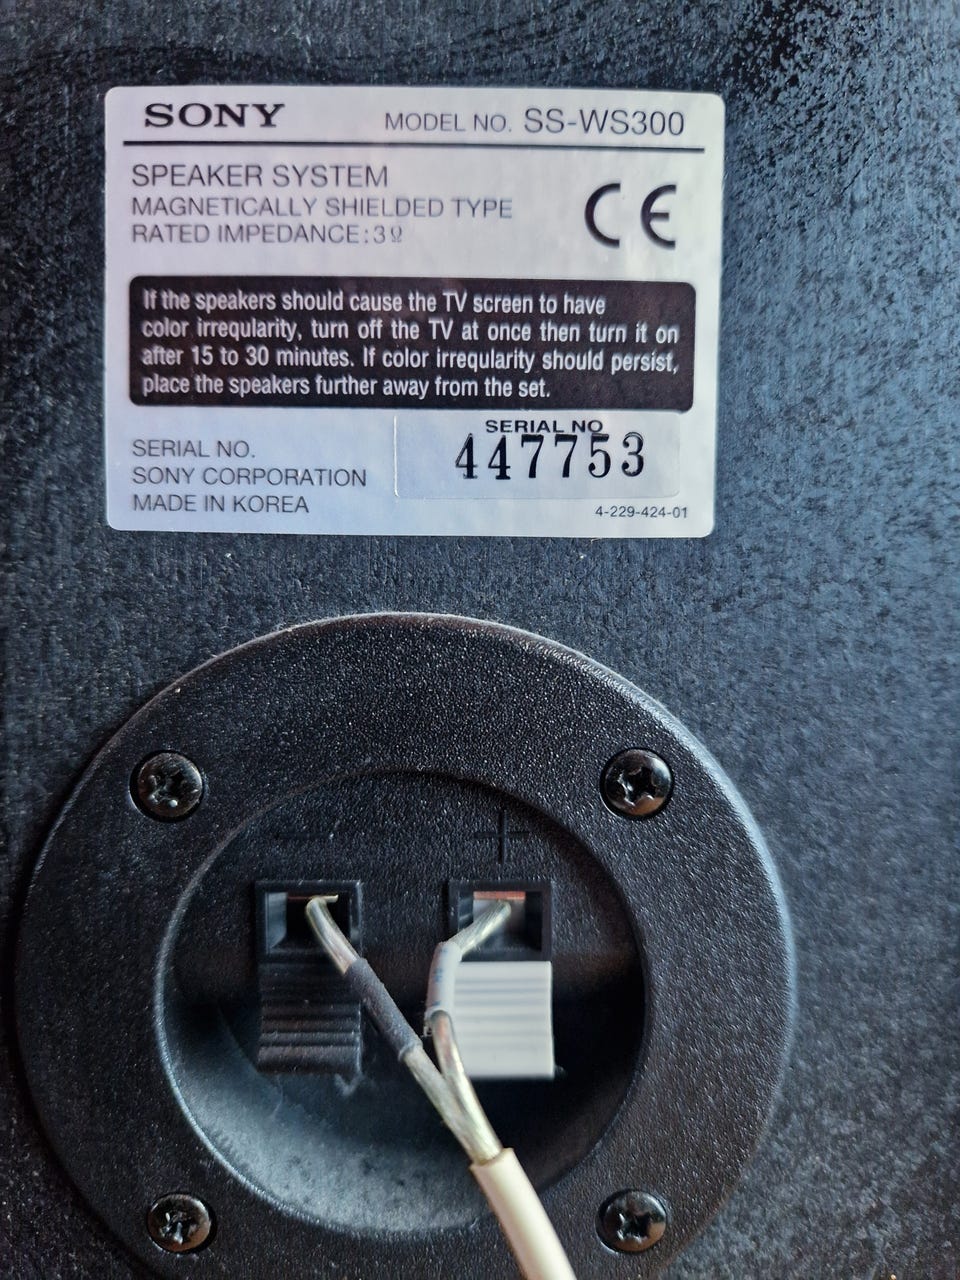 SONY MODEL NO. SS-WS300
SPEAKER SYSTEM
MAGNETICALLY SHIELDED TYPE
RATED IMPEDANCE:3Ω
CE
If the speakers should cause the TV screen to have
color irreqularity, turn off the TV at once then turn it on
after 15 to 30 minutes. If color irreqularity should persist,
place the speakers further away from the set.
SERIAL NO.
SONY CORPORATION
MADE IN KOREA
SERIAL NO
447753
4-229-424-01
+